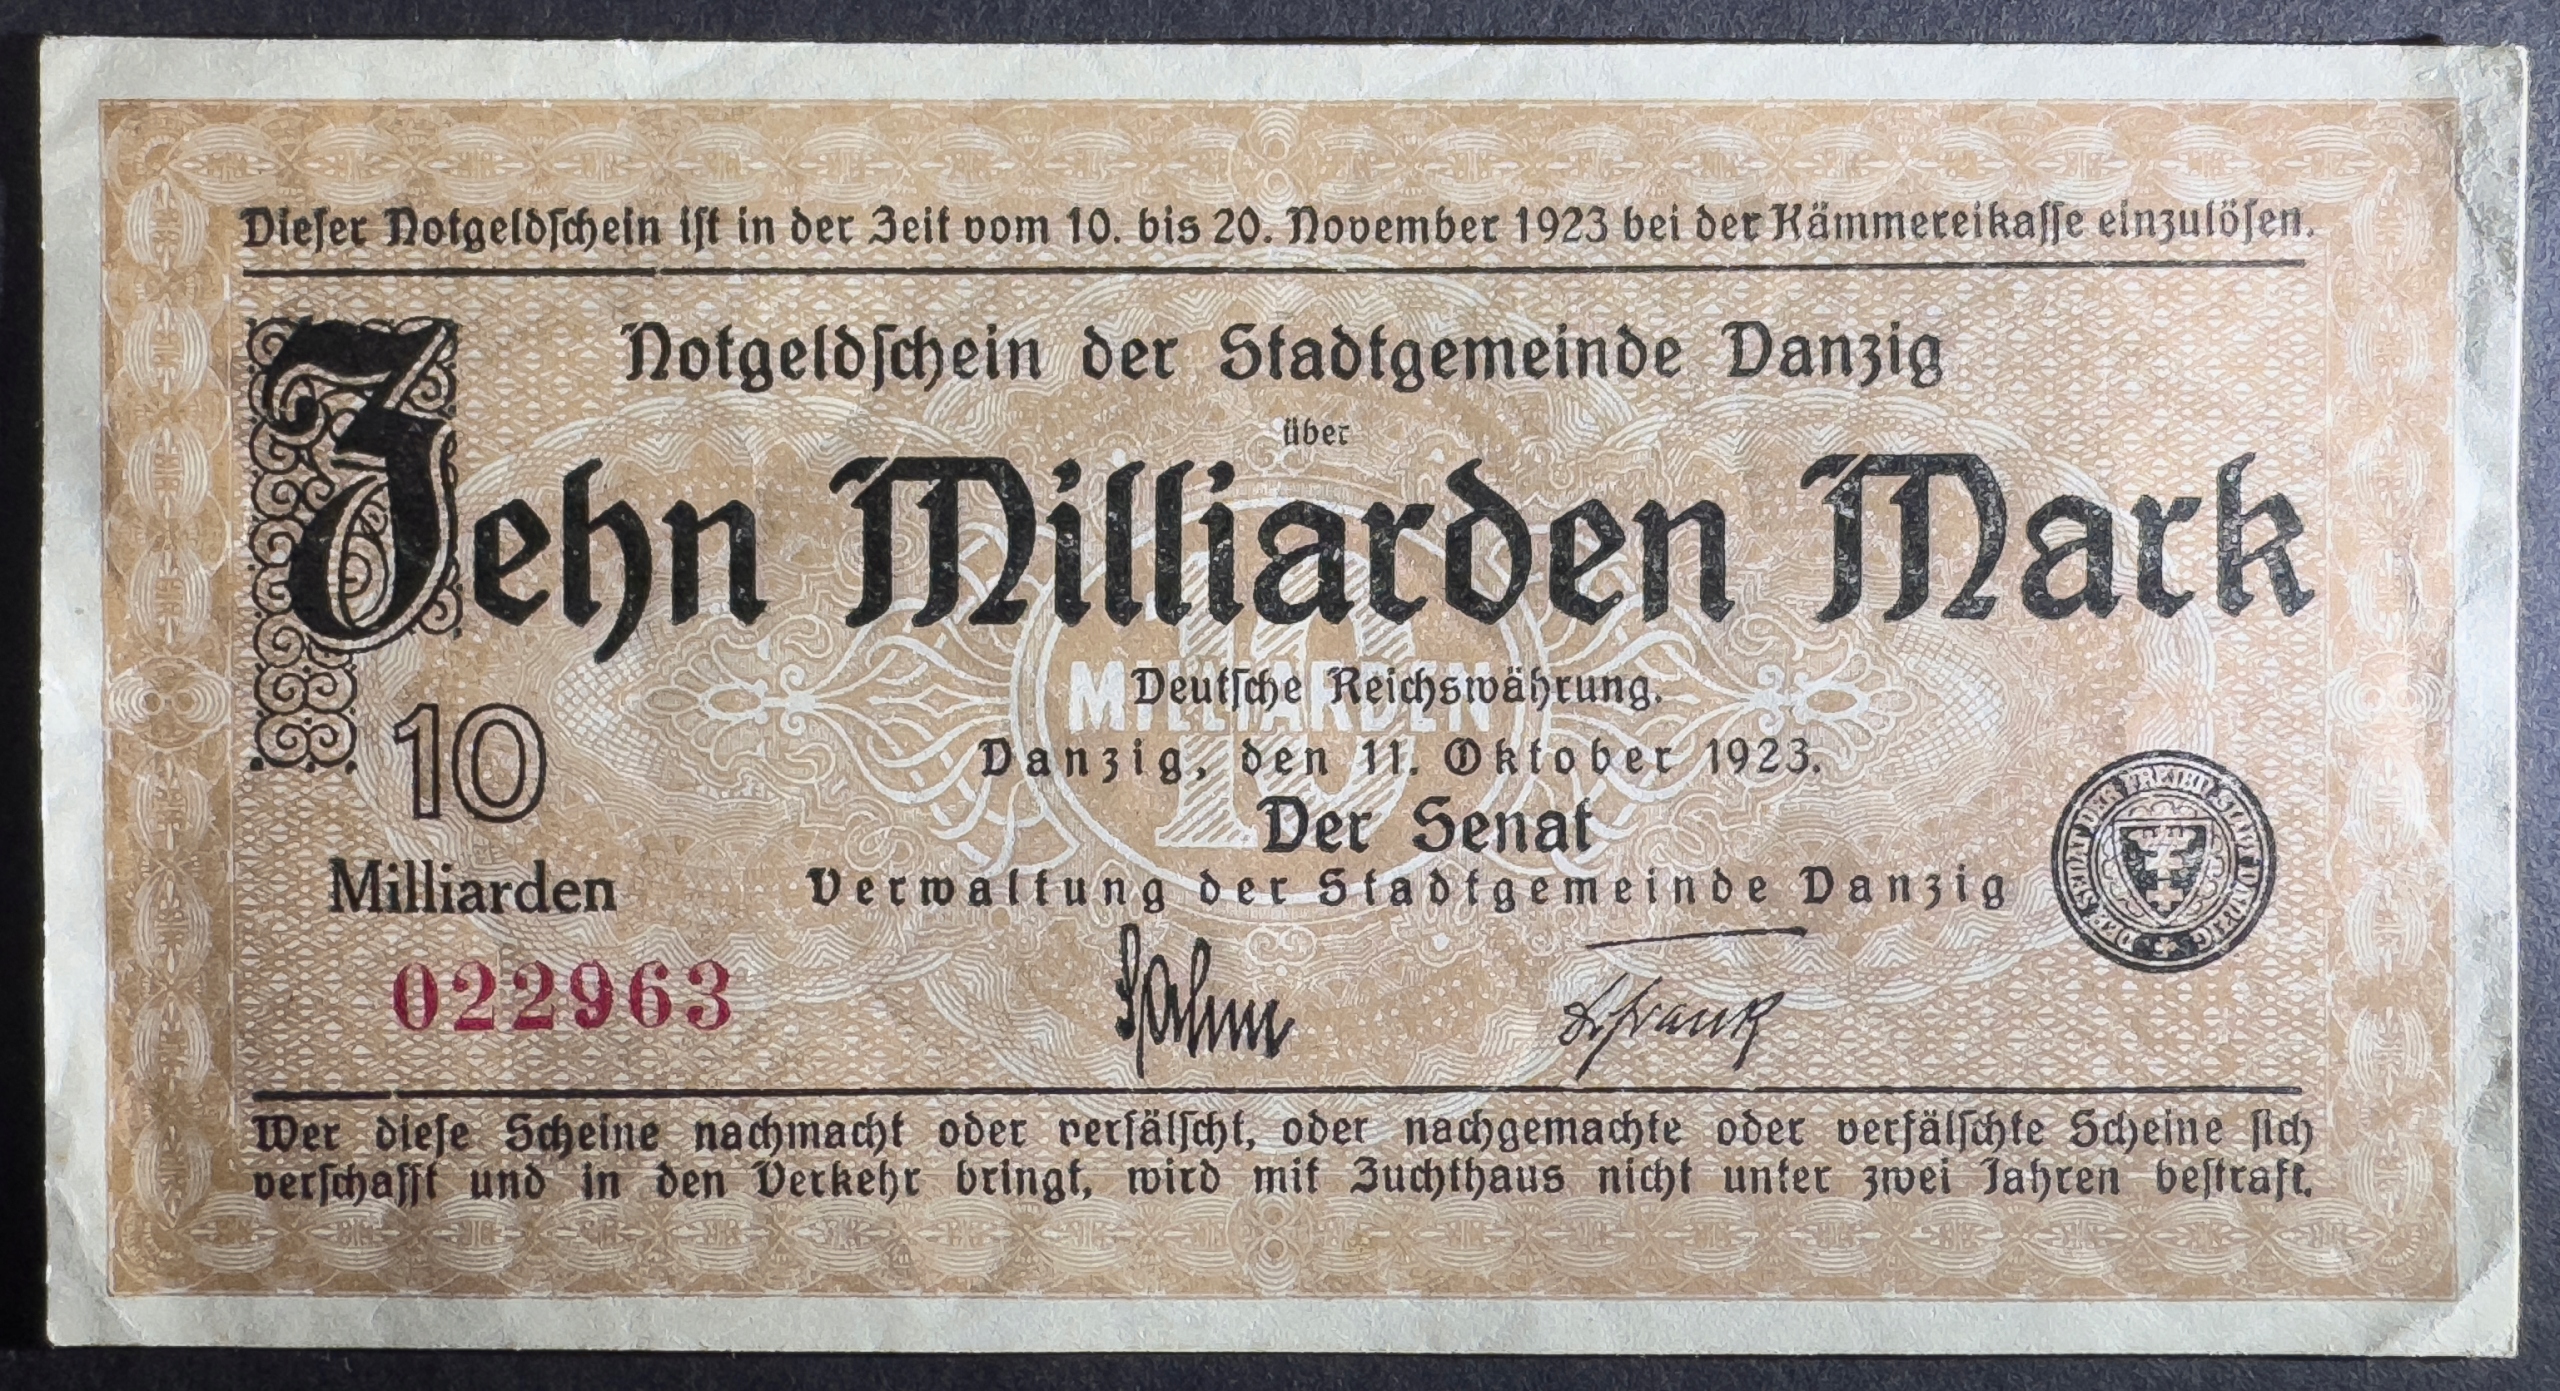 Dieser Notgeldschein ist in der Zeit vom 10. bis 20. November 1923 bei der Kämmereikasse einzulösen.
Notgeldschein der Stadtgemeinde Danzig
über
Zehn Milliarden Mark
10
MILLIARDEN
Deutsche Reichswährung.
Danzig, den 11. Oktober 1923.
10
Milliarden
Der Senat
Verwaltung der Stadtgemeinde Danzig
022963
Wer diese Scheine nachmacht oder verfälscht, oder nachgemachte oder verfälschte Scheine sich
verschafft und in den Verkehr bringt, wird mit Zuchthaus nicht unter zwei Jahren bestraft.